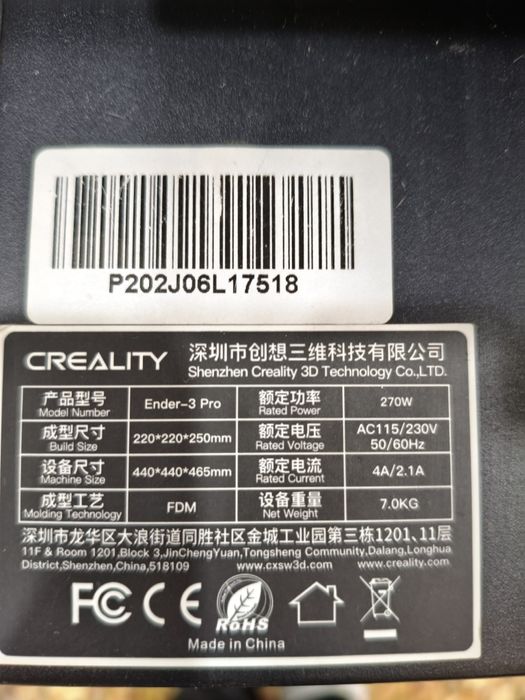 P202J06L17518
CREALITY 深圳市创想三维科技有限公司
Shenzhen Creality 3D Technology Co.,LTD.
产品型号 Model Number Ender-3 Pro 额定功率 Rated Power 270W
成型尺寸 Build Size 220*220*250mm 额定电压 Rated Voltage AC115/230V 50/60Hz
设备尺寸 Machine Size 440*440*465mm 额定电流 Rated Current 4A/2.1A
成型工艺 Molding Technology FDM 设备重量 Net Weight 7.0KG
深圳市龙华区大浪街道同胜社区金城工业园第三栋1201、11层
11F & Room 1201,Block 3,JinChengYuan,Tongsheng Community,Dalang,Longhua
District,Shenzhen,China,518109 www.cxsw3d.com www.creality.com
FC CE RoHS
Made in China